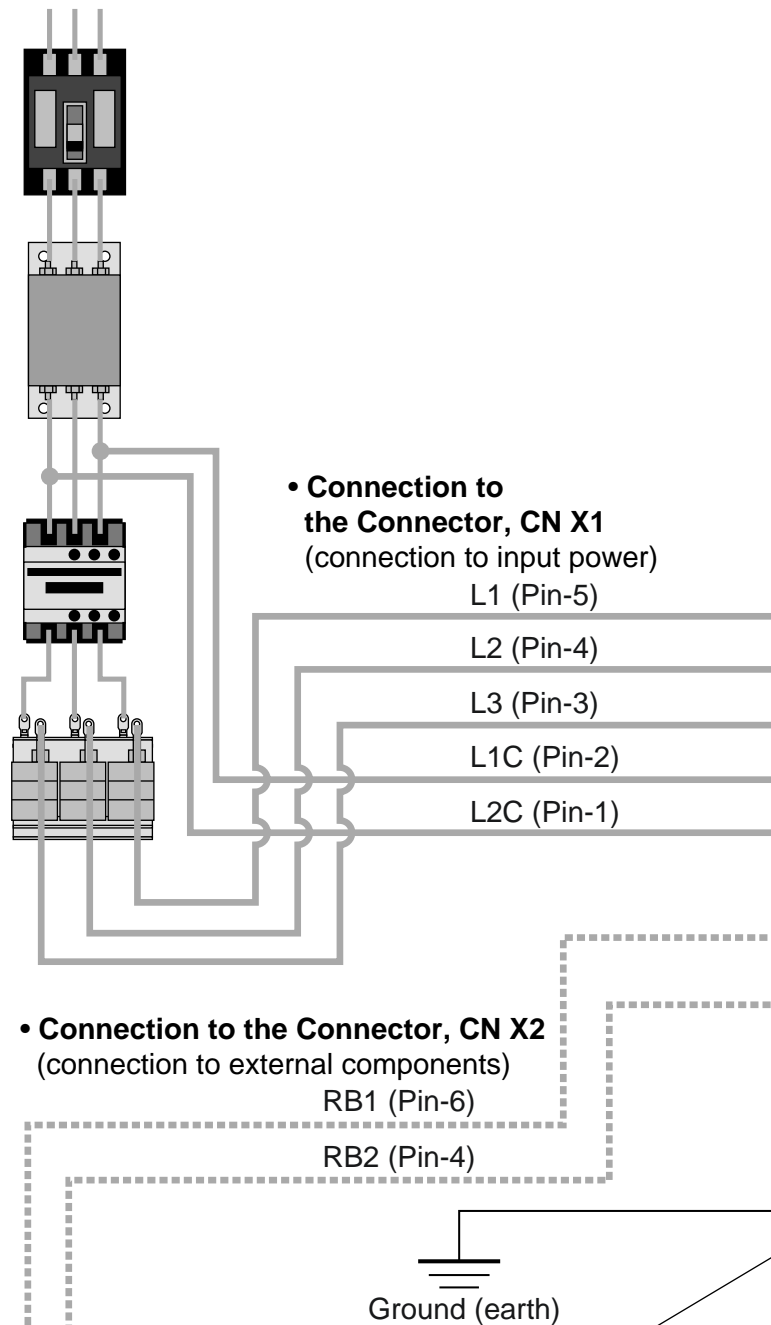 • Connection to
the Connector, CN X1
(connection to input power)
L1 (Pin-5)
L2 (Pin-4)
L3 (Pin-3)
L1C (Pin-2)
L2C (Pin-1)
• Connection to the Connector, CN X2
(connection to external components)
RB1 (Pin-6)
RB2 (Pin-4)
Ground (earth)